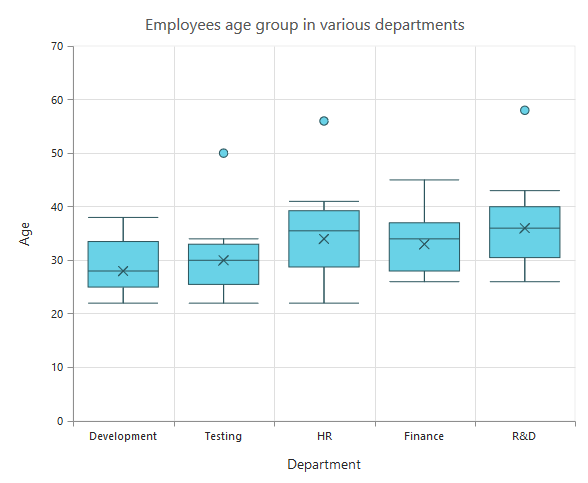 Employees age group in various departments
70
60
50
40
30
20
10
0
Age
Development Testing HR Finance R&D
Department